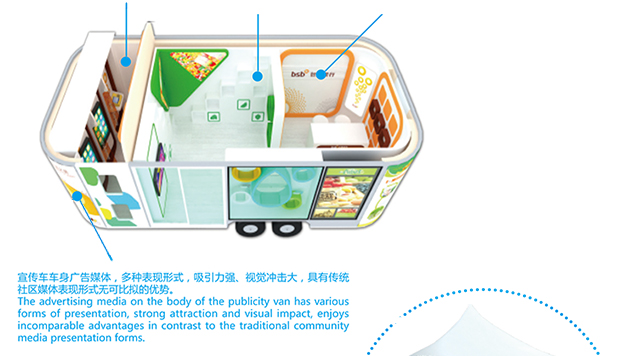 bsb
宣传车车身广告媒体，多种表现形式，吸引力强、视觉冲击大，具有传统
社区媒体表现形式无可比拟的优势。
The advertising media on the body of the publicity van has various
forms of presentation, strong attraction and visual impact, enjoys
incomparable advantages in contrast to the traditional community
media presentation forms.